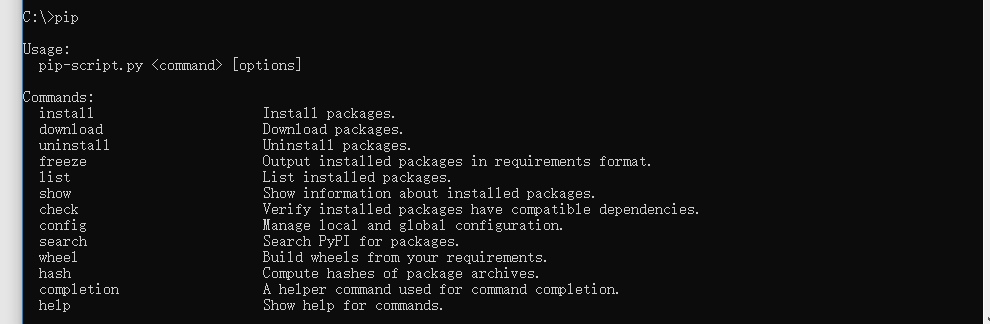 C:\>pip
Usage:
pip-script.py <command> [options]
Commands:
install Install packages.
download Download packages.
uninstall Uninstall packages.
freeze Output installed packages in requirements format.
list List installed packages.
show Show information about installed packages.
check Verify installed packages have compatible dependencies.
config Manage local and global configuration.
search Search PyPI for packages.
wheel Build wheels from your requirements.
hash Compute hashes of package archives.
completion A helper command used for command completion.
help Show help for commands.